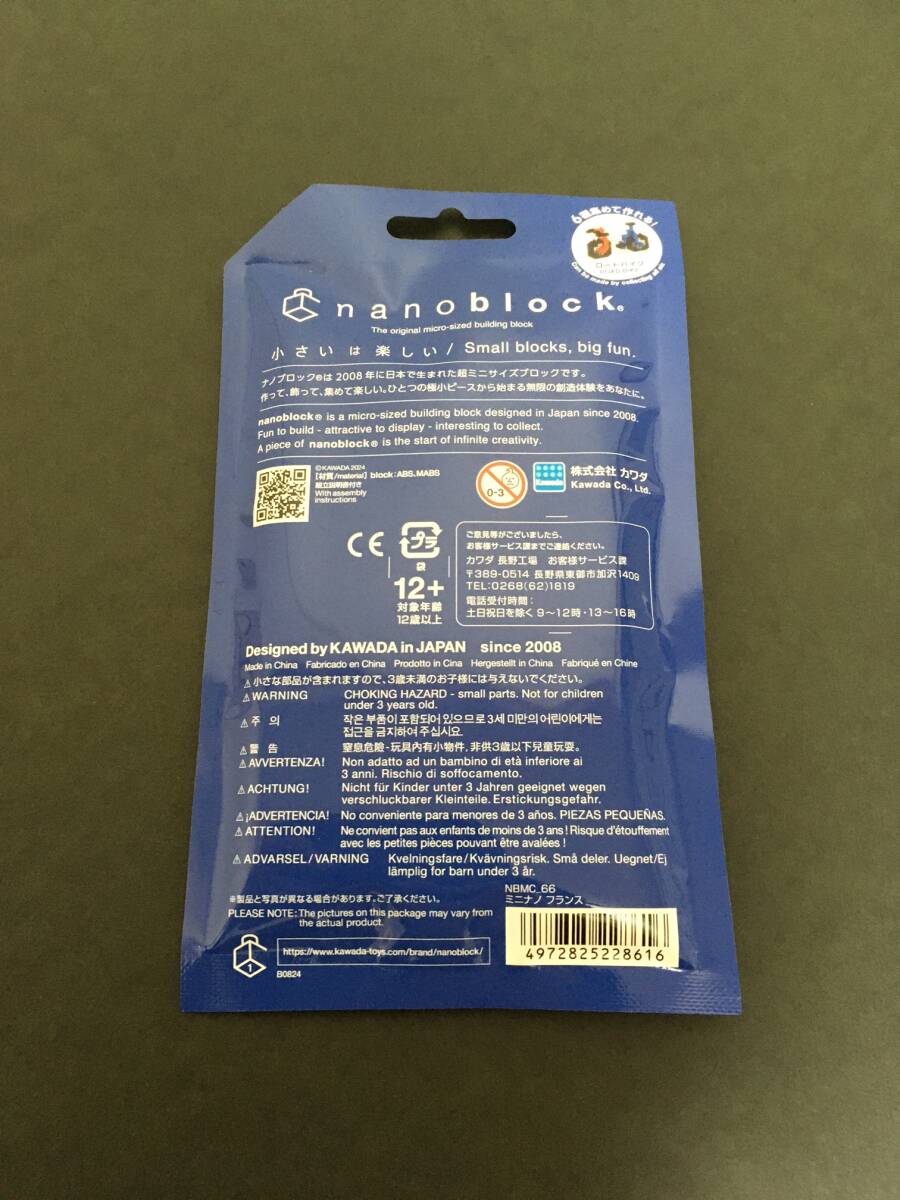 6種集めて作れる!
ロードバイク
ROAD BIKE
Can be made by collecting all six
nanoblock®
The original micro-sized building block
小さいは楽しい/ Small blocks, big fun.
ナノブロック®は2008年に日本で生まれた超ミニサイズブロックです。
作って、飾って、集めて楽しい。ひとつの極小ピースから始まる無限の創造体験をあなたに。
nanoblock® is a micro-sized building block designed in Japan since 2008.
Fun to build - attractive to display - interesting to collect.
A piece of nanoblock® is the start of infinite creativity.
©KAWADA 2024
[材質/material] block:ABS.MABS
組立説明書付き
With assembly
instructions
0-3
Kawada
株式会社 カワダ
Kawada Co., Ltd.
CE
プラ
袋
12+
対象年齢
12歳以上
ご意見等がございましたら、
お客様サービス課までご連絡ください。
カワダ 長野工場 お客様サービス課
〒389-0514 長野県東御市加沢1409
TEL:0268(62)1819
電話受付時間:
土日祝日を除く 9~12時・13~16時
Designed by KAWADA in JAPAN since 2008
Made in China Fabricado en China Prodotto in Cina Hergestellt in China Fabriqué en Chine
⚠小さな部品が含まれますので、3歳未満のお子様には与えないでください。
⚠WARNING CHOKING HAZARD - small parts. Not for children
under 3 years old.
⚠주 의 작은 부품이 포함되어 있으므로 3세 미만의 어린이에게는
접근을 금지하여 주십시요.
⚠警 告 窒息危險-玩具內有小物件, 非供3歲以下兒童玩耍。
⚠AVVERTENZA! Non adatto ad un bambino di età inferiore ai
3 anni. Rischio di soffocamento.
⚠ACHTUNG! Nicht für Kinder unter 3 Jahren geeignet wegen
verschluckbarer Kleinteile. Erstickungsgefahr.
⚠¡ADVERTENCIA! No conveniente para menores de 3 años. PIEZAS PEQUEÑAS.
⚠ATTENTION! Ne convient pas aux enfants de moins de 3 ans ! Risque d'étouffement
avec les petites pièces pouvant être avalées !
⚠ADVARSEL/VARNING Kvelningsfare/Kvävningsrisk. Små deler. Uegnet/Ej
lämplig for barn under 3 år.
※製品と写真が異なる場合があります。ご了承ください。
PLEASE NOTE: The pictures on this package may vary from
the actual product.
NBMC_66
ミニナノ フランス
4972825228616
1
https://www.kawada-toys.com/brand/nanoblock/
B0824